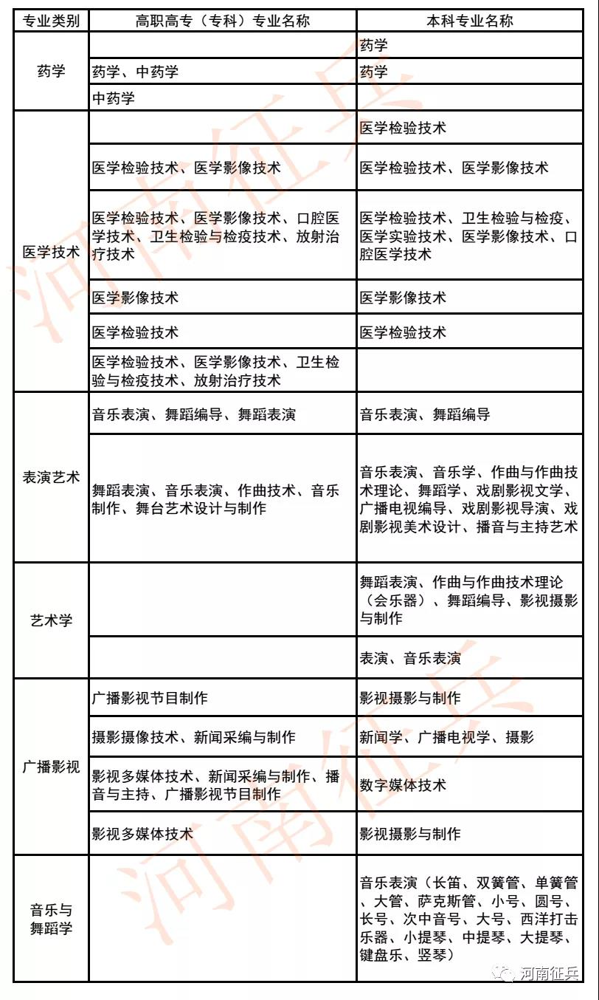 专业类别 高职高专（专科）专业名称 本科专业名称
药学
药学
药学、中药学 药学
中药学
医学技术
医学检验技术
医学检验技术、医学影像技术 医学检验技术、医学影像技术
医学检验技术、医学影像技术、口腔医
学技术、卫生检验与检疫技术、放射治
疗技术
医学检验技术、卫生检验与检疫、
医学实验技术、医学影像技术、口
腔医学技术
医学影像技术 医学影像技术
医学检验技术 医学检验技术
医学检验技术、医学影像技术、卫生检
验与检疫技术、放射治疗技术
表演艺术
音乐表演、舞蹈编导、舞蹈表演 音乐表演、舞蹈编导
舞蹈表演、音乐表演、作曲技术、音乐
制作、舞台艺术设计与制作
音乐表演、音乐学、作曲与作曲技
术理论、舞蹈学、戏剧影视文学、
广播电视编导、戏剧影视导演、戏
剧影视美术设计、播音与主持艺术
艺术学
舞蹈表演、作曲与作曲技术理论
（会乐器）、舞蹈编导、影视摄影
与制作
表演、音乐表演
广播影视
广播影视节目制作 影视摄影与制作
摄影摄像技术、新闻采编与制作 新闻学、广播电视学、摄影
影视多媒体技术、新闻采编与制作、播
音与主持、广播影视节目制作
数字媒体技术
影视多媒体技术 影视摄影与制作
音乐与
舞蹈学
音乐表演（长笛、双簧管、单簧管
、大管、萨克斯管、小号、圆号、
长号、次中音号、大号、西洋打击
乐器、小提琴、中提琴、大提琴、
键盘乐、竖琴）
河南征兵
河南征兵
河南征兵